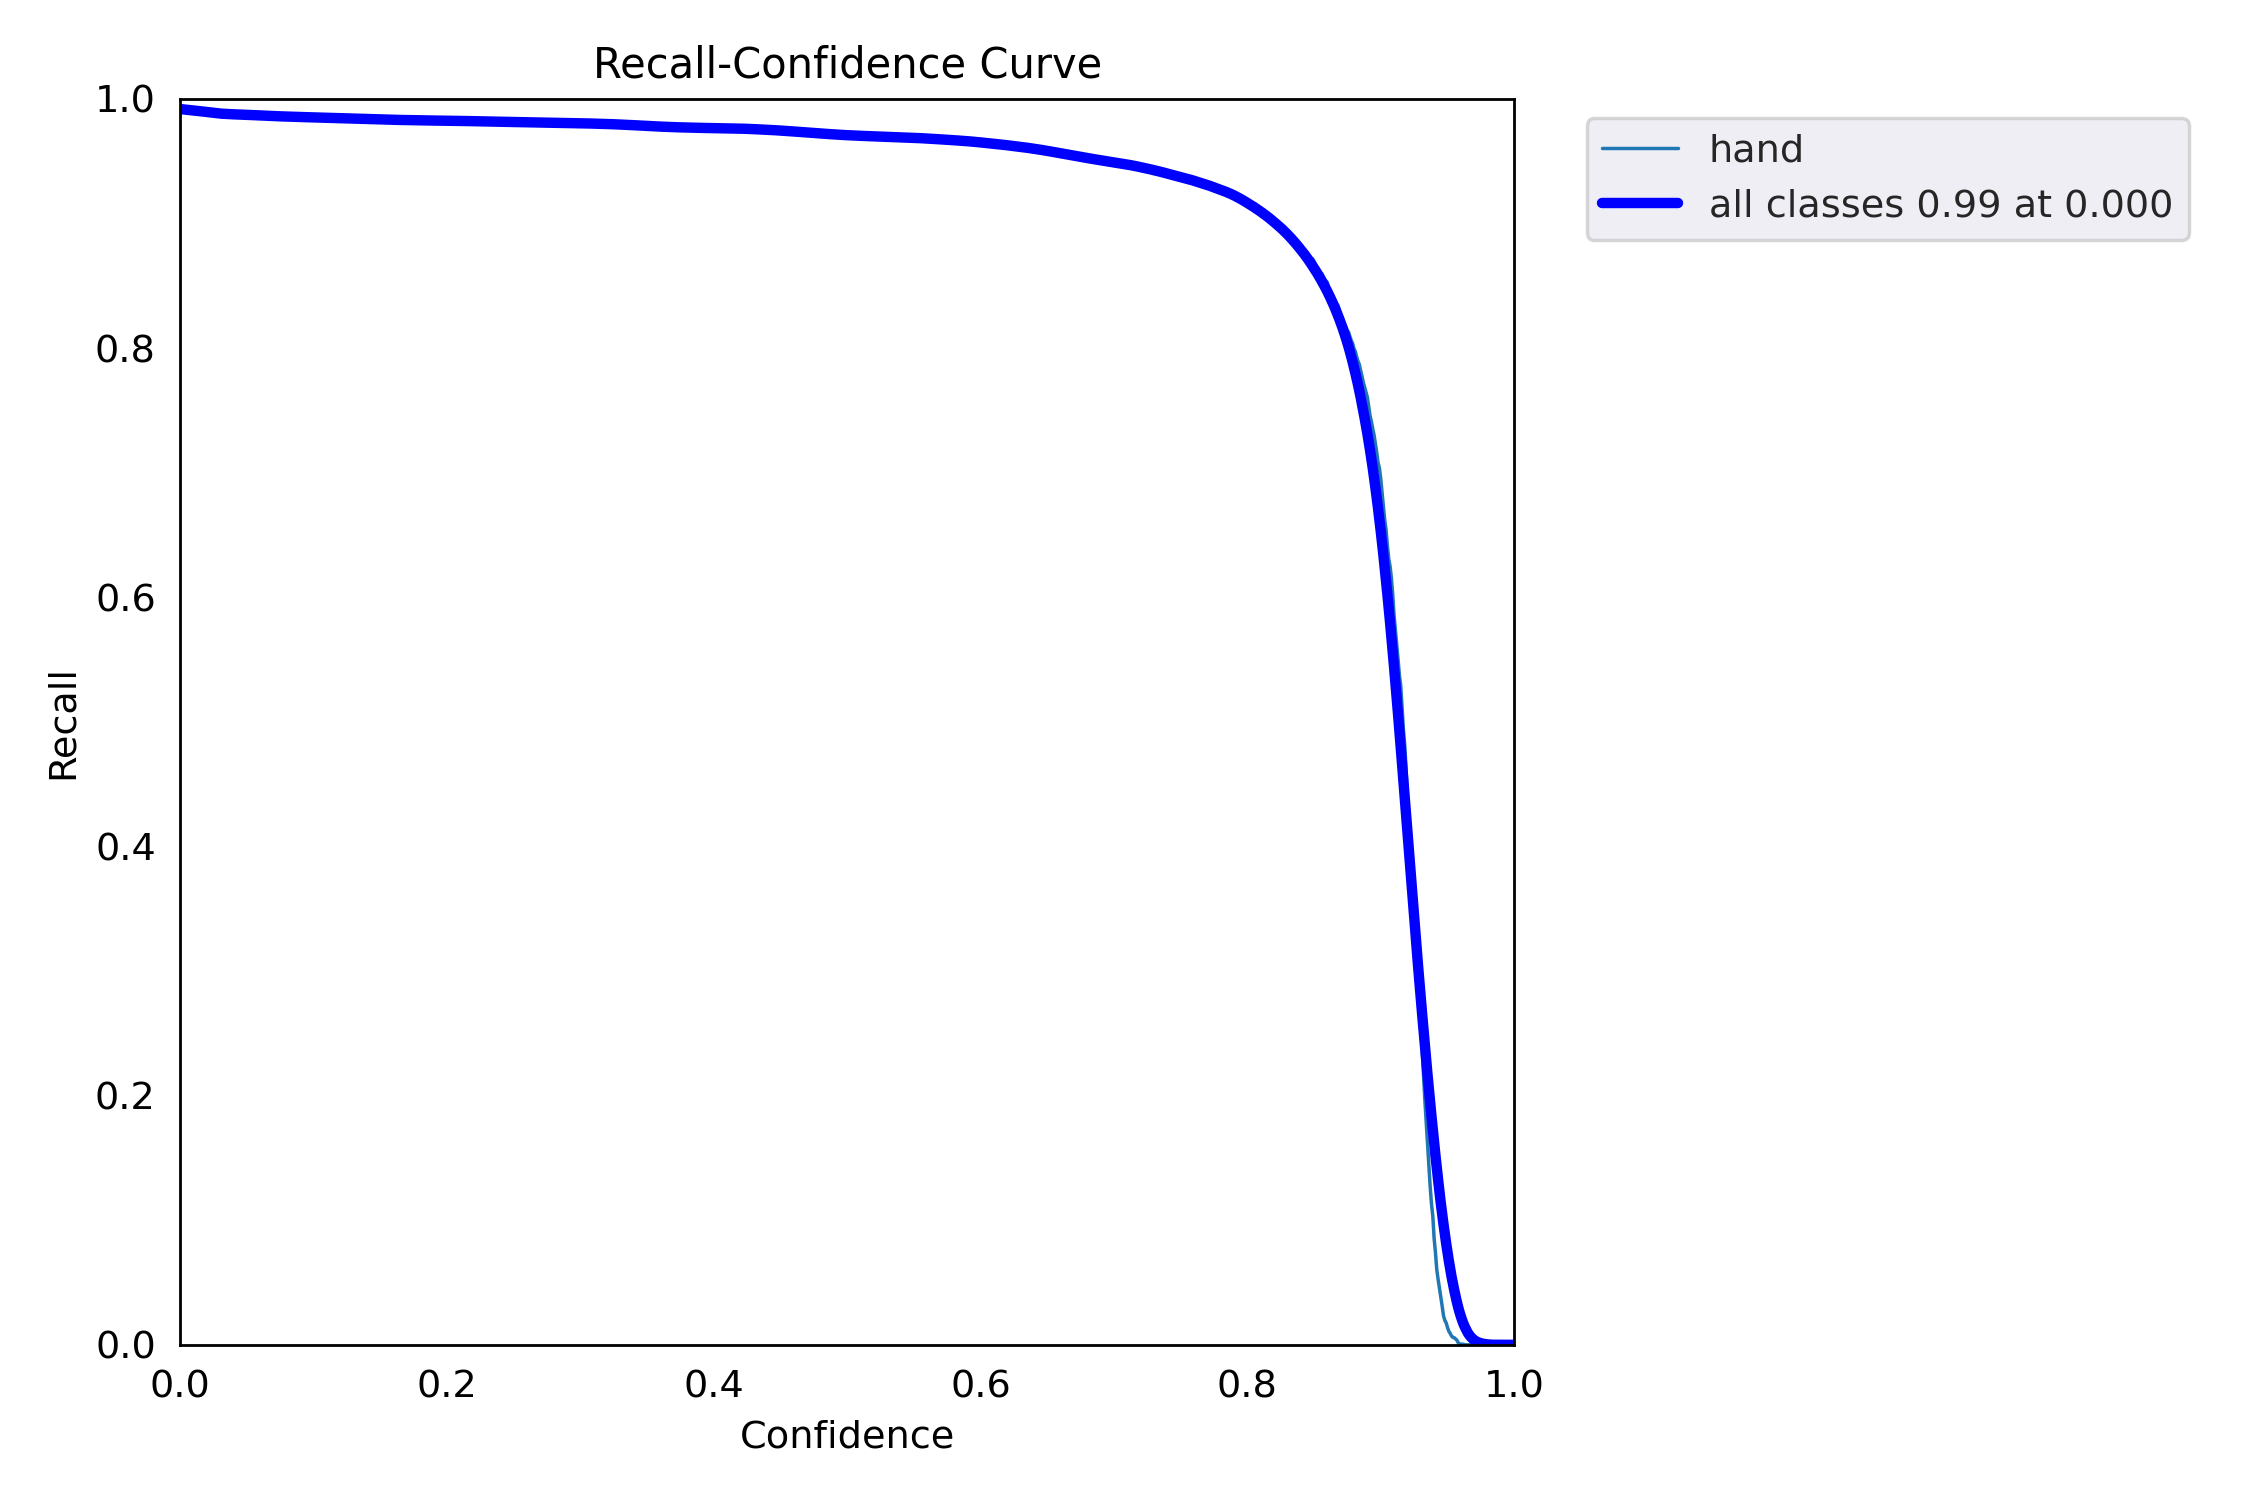 Recall-Confidence Curve
1.0
0.8
0.6
0.4
0.2
0.0
Recall
0.0 0.2 0.4 0.6 0.8 1.0
Confidence
hand
all classes 0.99 at 0.000